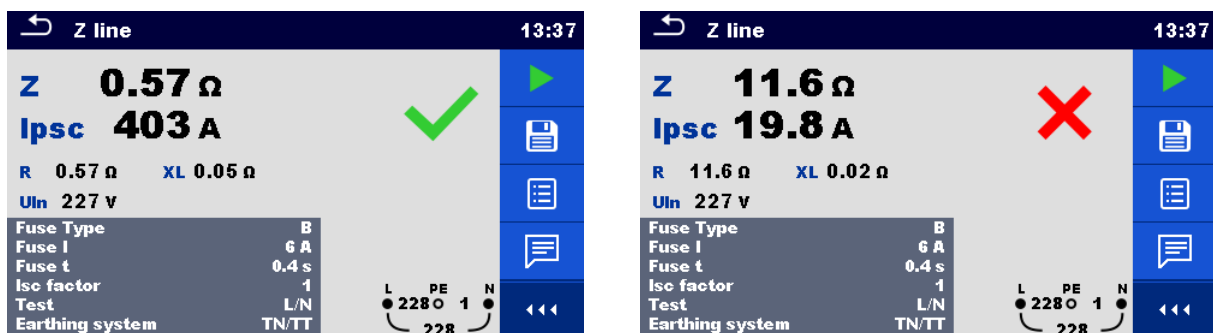 Z line 13:37
Z 0.57 Ω
Ipsc 403 A
R 0.57 Ω XL 0.05 Ω
Uln 227 V
Fuse Type B
Fuse I 6 A
Fuse t 0.4 s
Isc factor 1
Test L/N
Earthing system TN/TT
L PE N
228 1
228
Z line 13:37
Z 11.6 Ω
Ipsc 19.8 A
R 11.6 Ω XL 0.02 Ω
Uln 227 V
Fuse Type B
Fuse I 6 A
Fuse t 0.4 s
Isc factor 1
Test L/N
Earthing system TN/TT
L PE N
228 1
228